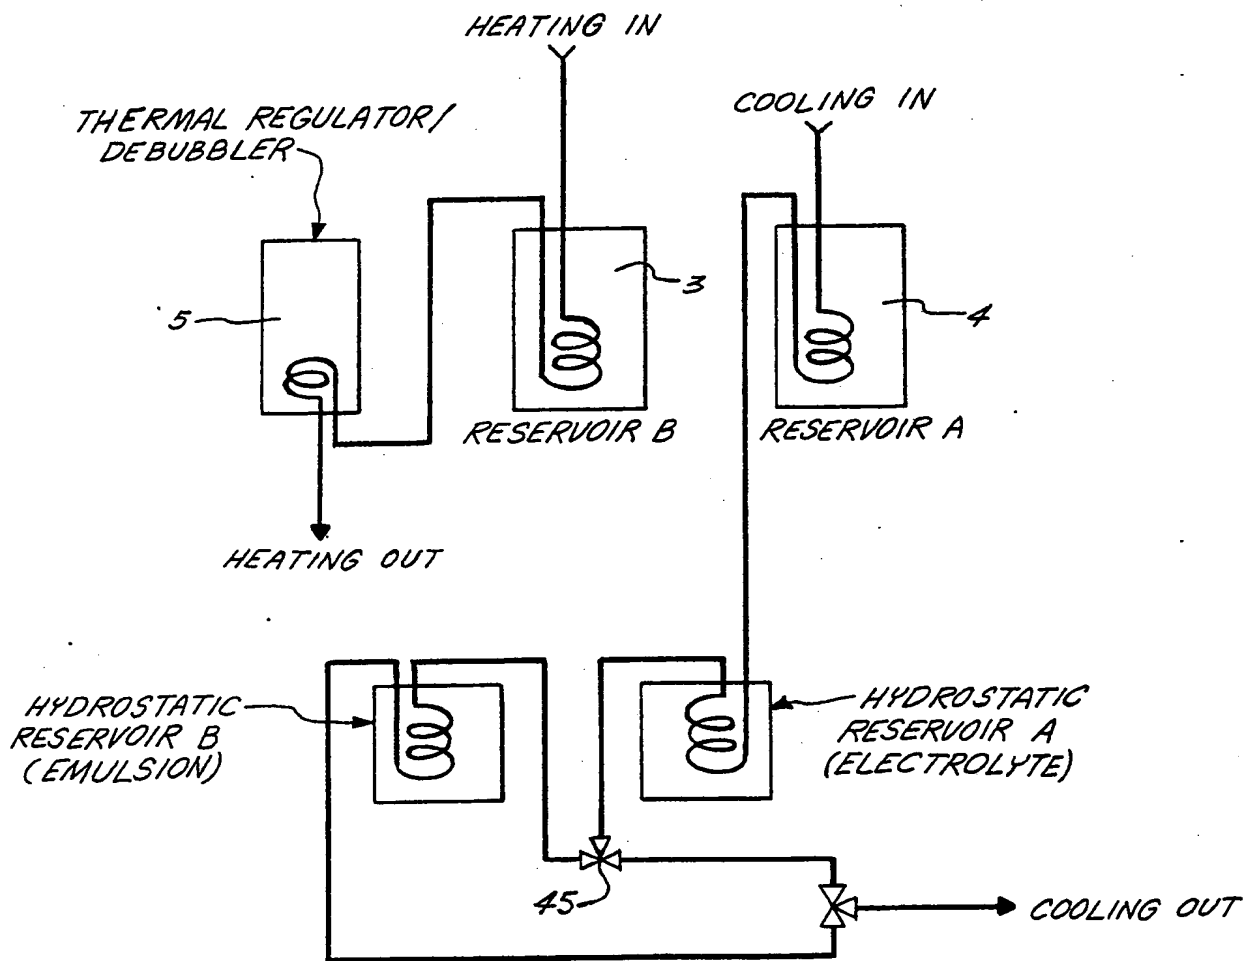 HEATING IN
COOLING IN
THERMAL REGULATOR/
DEBUBBLER
3
4
5
RESERVOIR B
RESERVOIR A
HEATING OUT
HYDROSTATIC
RESERVOIR B
(EMULSION)
HYDROSTATIC
RESERVOIR A
(ELECTROLYTE)
45
COOLING OUT